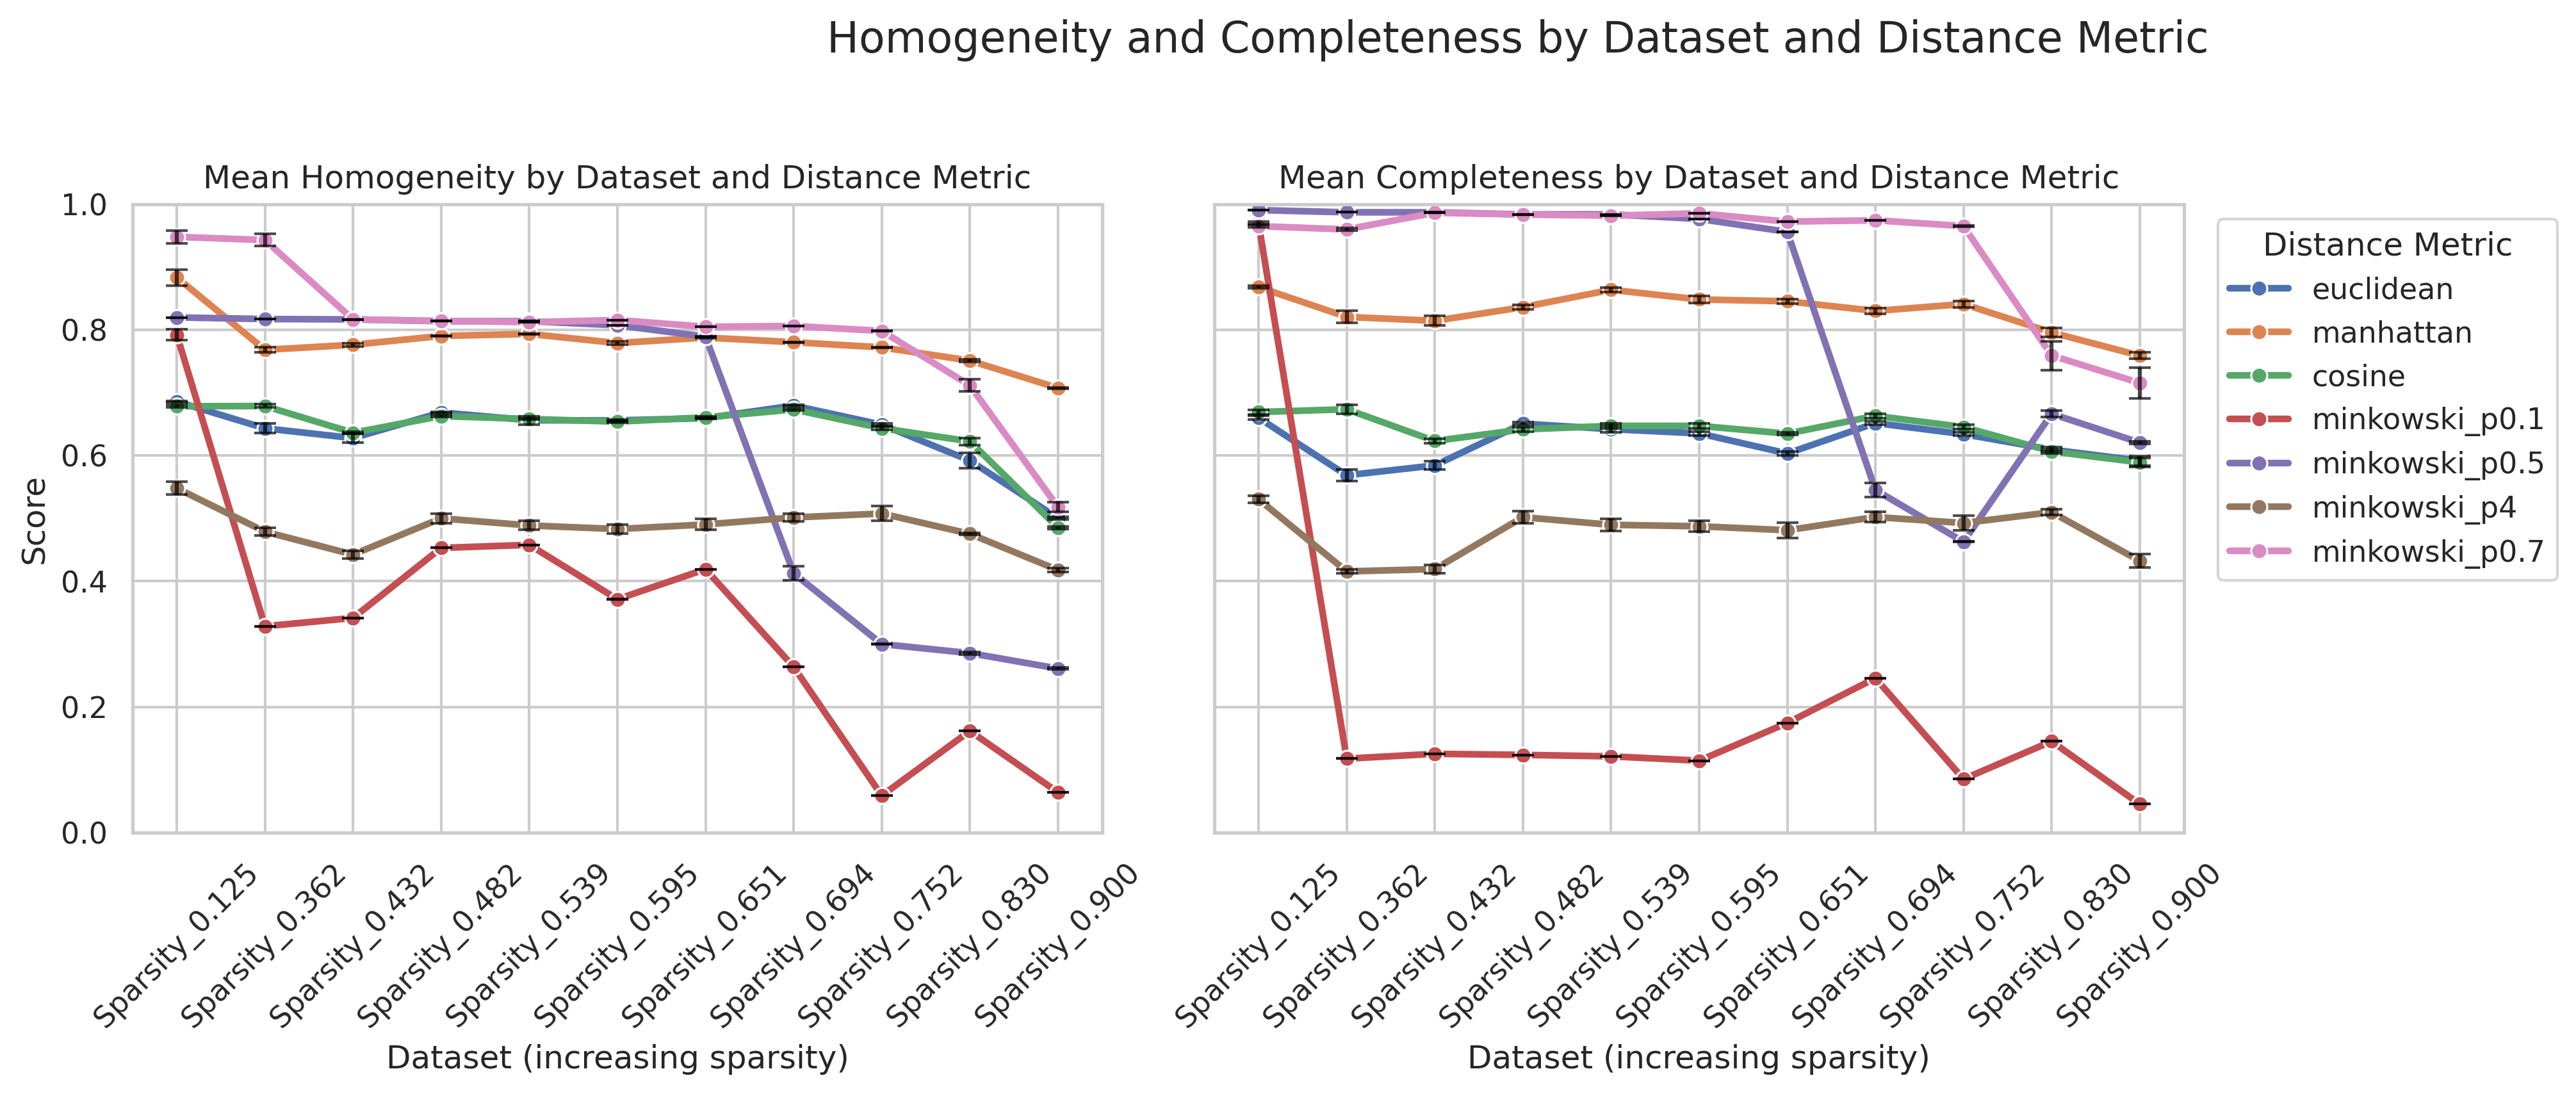 Homogeneity and Completeness by Dataset and Distance Metric
Mean Homogeneity by Dataset and Distance Metric
Score
1.0
0.8
0.6
0.4
0.2
0.0
Sparsity_0.125
Sparsity_0.362
Sparsity_0.432
Sparsity_0.482
Sparsity_0.539
Sparsity_0.595
Sparsity_0.651
Sparsity_0.694
Sparsity_0.752
Sparsity_0.830
Sparsity_0.900
Dataset (increasing sparsity)
Mean Completeness by Dataset and Distance Metric
Sparsity_0.125
Sparsity_0.362
Sparsity_0.432
Sparsity_0.482
Sparsity_0.539
Sparsity_0.595
Sparsity_0.651
Sparsity_0.694
Sparsity_0.752
Sparsity_0.830
Sparsity_0.900
Dataset (increasing sparsity)
Distance Metric
euclidean
manhattan
cosine
minkowski_p0.1
minkowski_p0.5
minkowski_p4
minkowski_p0.7